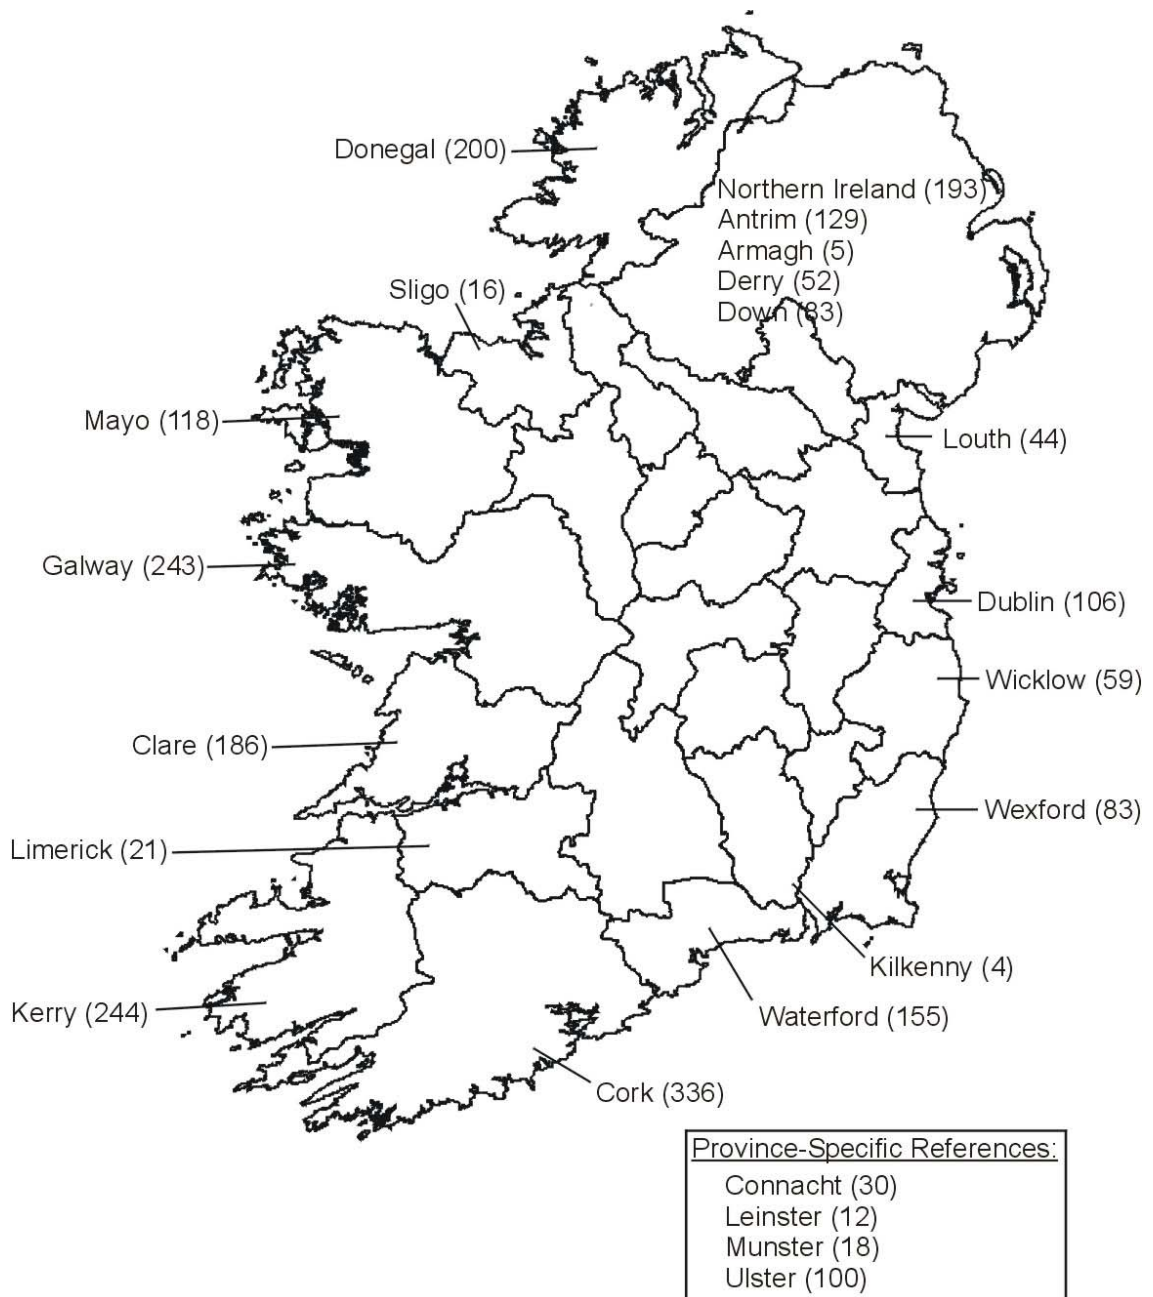 Donegal (200)
Northern Ireland (193)
Antrim (129)
Armagh (5)
Derry (52)
Down (83)
Sligo (16)
Mayo (118)
Louth (44)
Galway (243)
Dublin (106)
Wicklow (59)
Clare (186)
Wexford (83)
Limerick (21)
Kilkenny (4)
Kerry (244)
Waterford (155)
Cork (336)
Province-Specific References:
Connacht (30)
Leinster (12)
Munster (18)
Ulster (100)